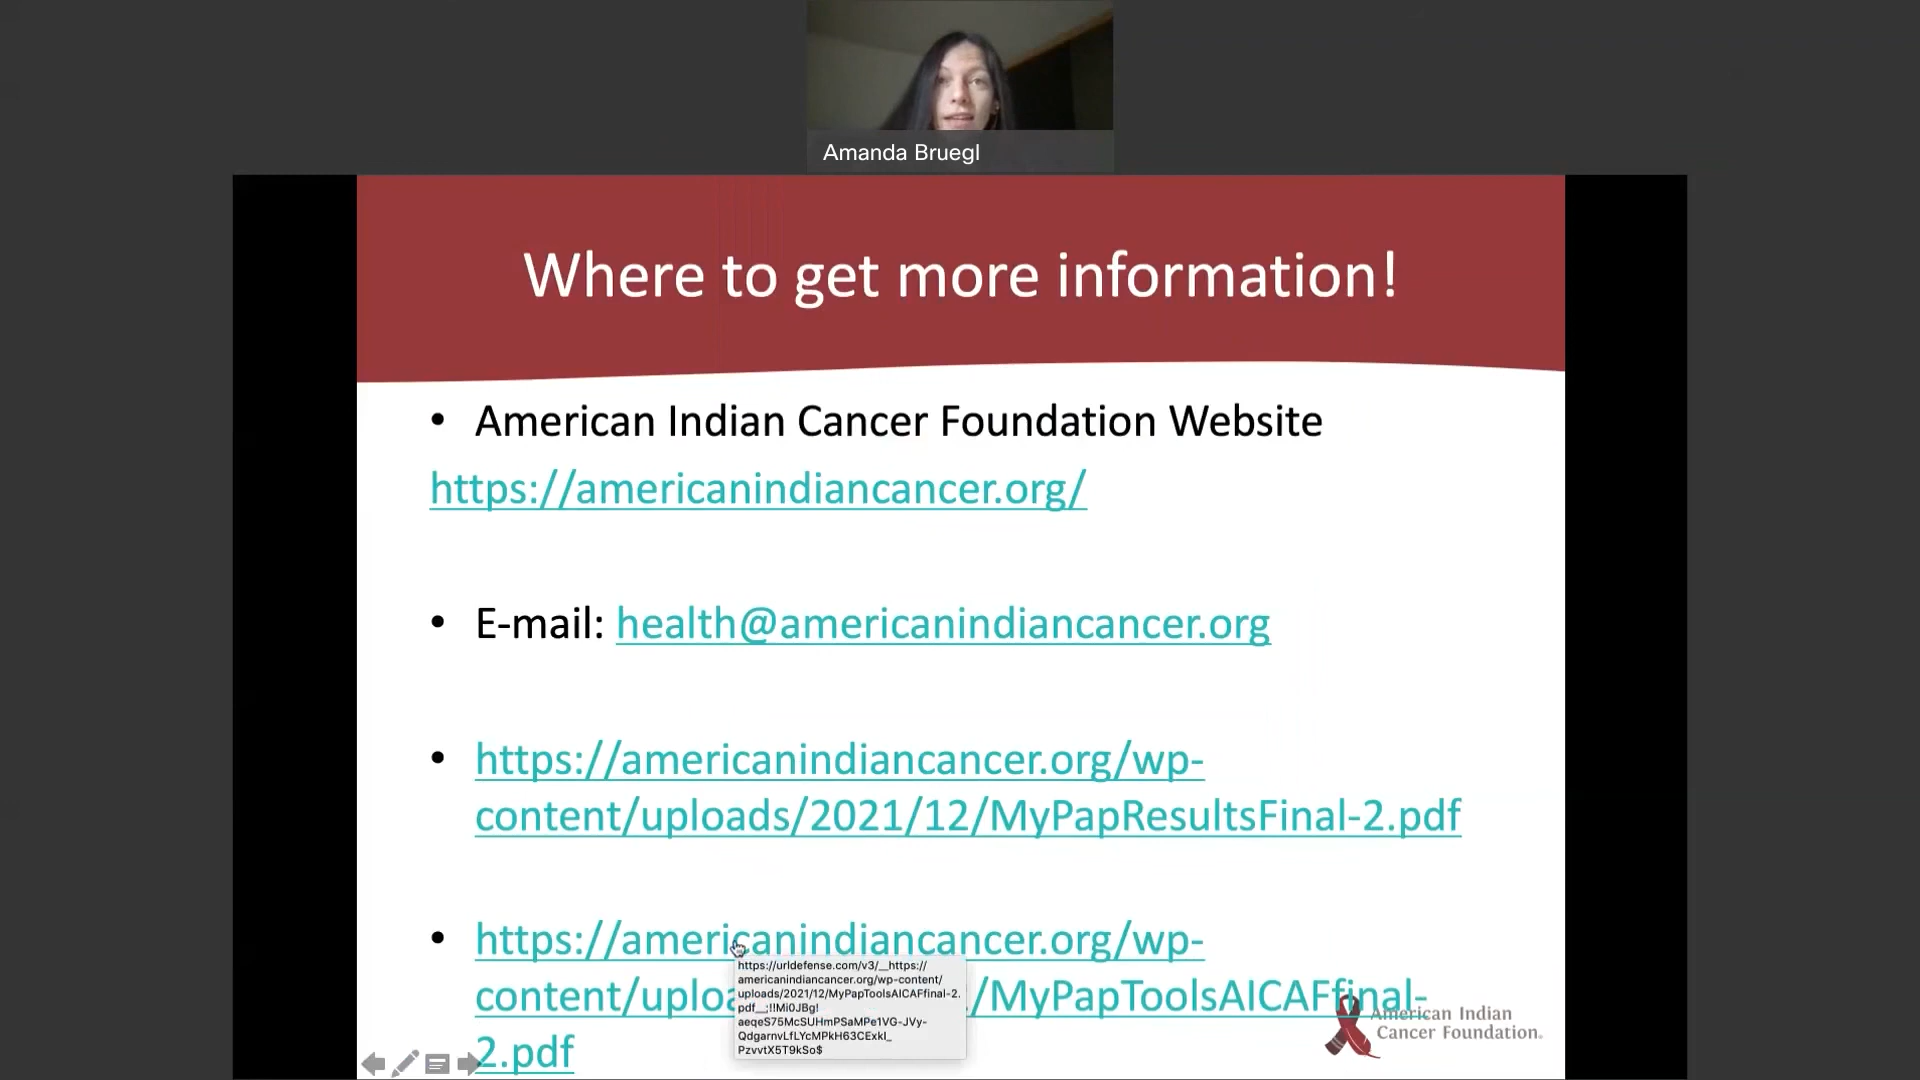 Amanda Bruegl
Where to get more information!
• American Indian Cancer Foundation Website
https://americanindiancancer.org/
• E-mail: health@americanindiancancer.org
• https://americanindiancancer.org/wp-
content/uploads/2021/12/MyPapResultsFinal-2.pdf
• https://americanindiancancer.org/wp-
content/uploa /MyPapToolsAICAFfinal-
2.pdf
https://urldefense.com/v3/__https://
americanindiancancer.org/wp-content/
uploads/2021/12/MyPapToolsAICAFfinal-2.
pdf__;!!Mi0JBg!
aeqeS75McSUHmPSaMPe1VG-JVy-
QdgarnvLfLYcMPkH63CExkI_
PzvvtX5T9kSo$
American Indian
Cancer Foundation.